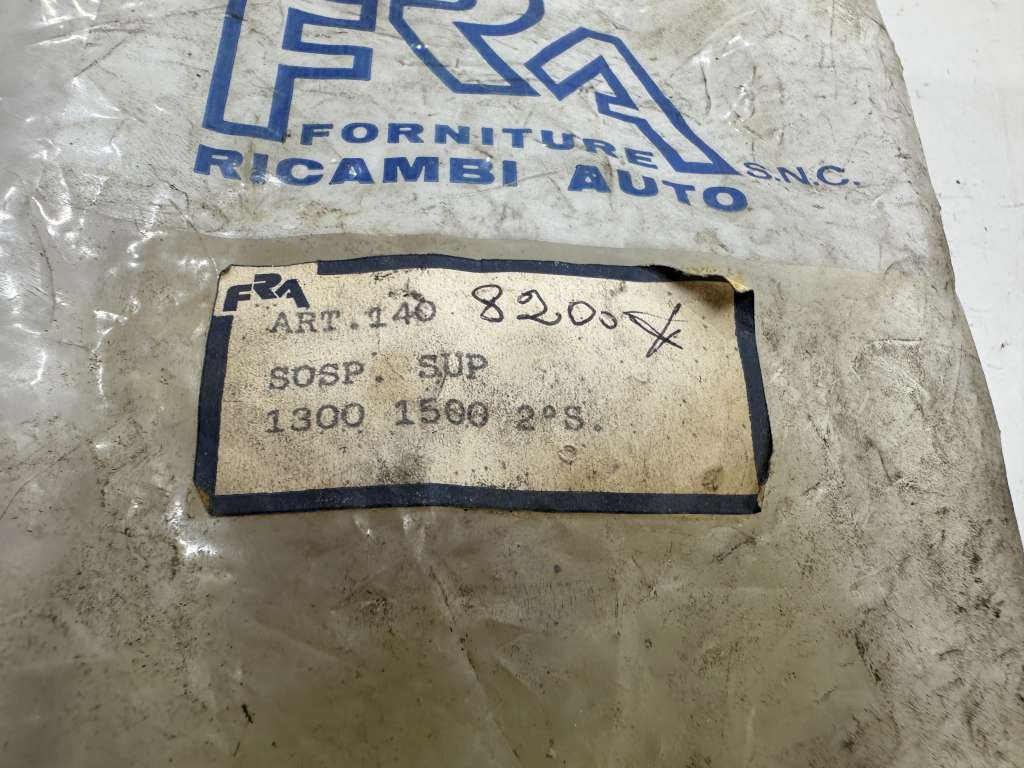 FRA
FORNITURE
RICAMBI AUTO S.N.C.
FRA
ART.140 8200
SOSP. SUP
1300 1500 2°S.